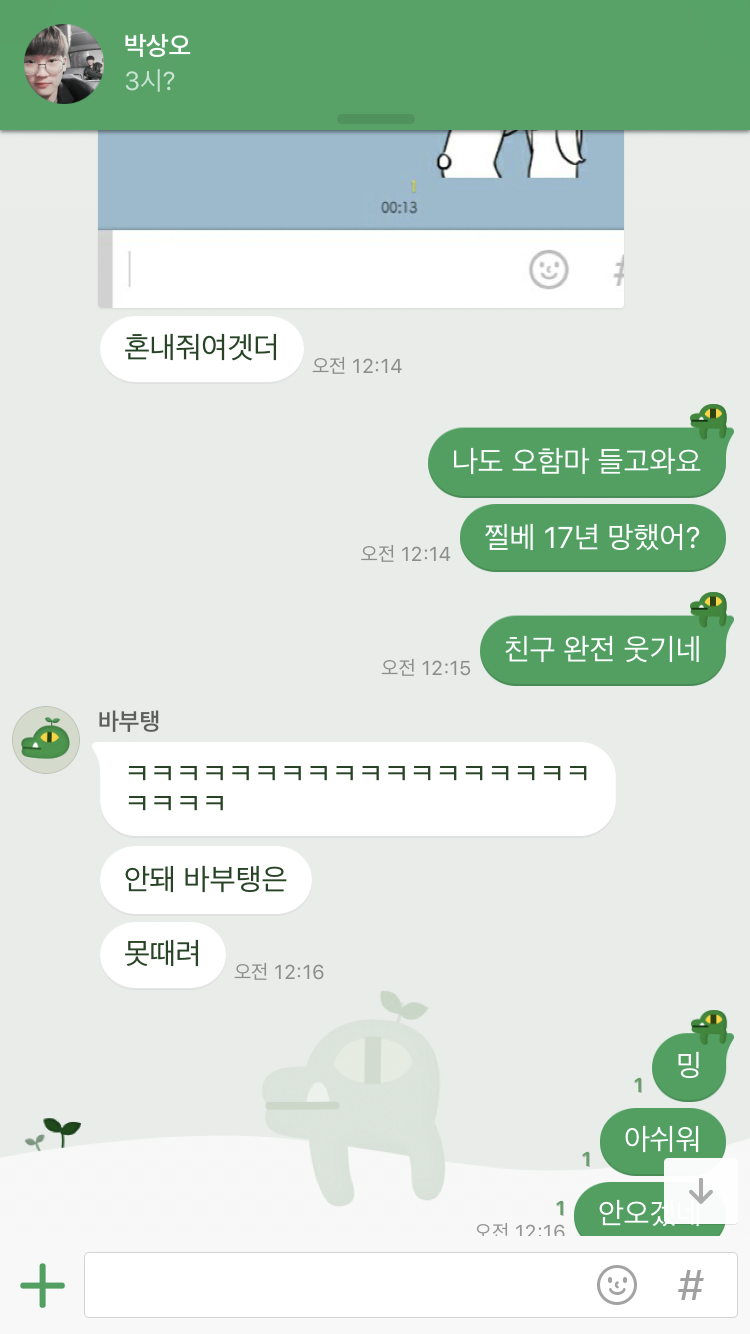 박상오
3시?
1
00:13
#
혼내줘여겟더
오전 12:14
나도 오함마 들고와요
찔베 17년 망했어?
오전 12:14
친구 완전 웃기네
오전 12:15
바부탱
ㅋㅋㅋㅋㅋㅋㅋㅋㅋㅋㅋㅋㅋㅋㅋㅋㅋㅋ
ㅋㅋㅋㅋ
안돼 바부탱은
못때려
오전 12:16
밍
1
아쉬워
1
안오겠네
1
오전 12:16
#